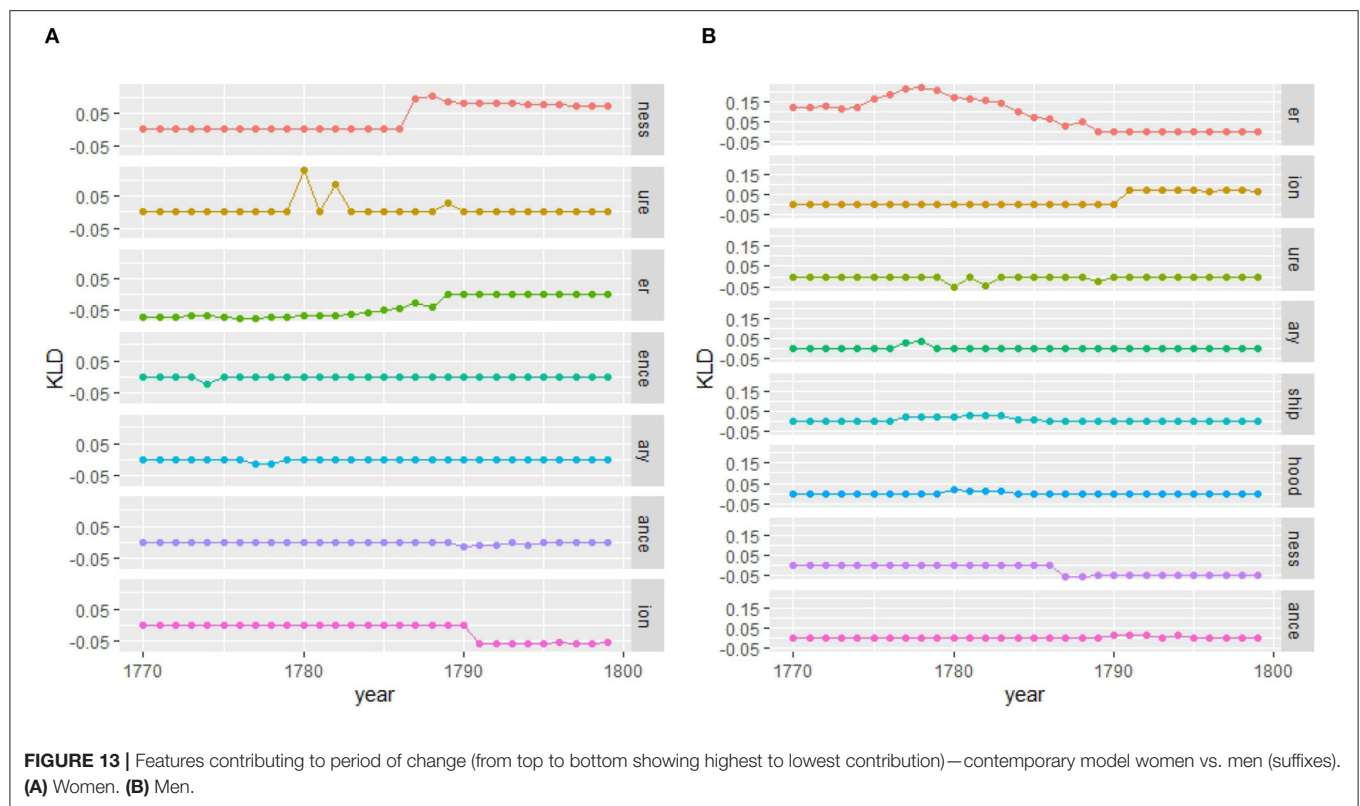 A
B
KLD
0.05
-0.05
ness
0.05
-0.05
ure
0.05
-0.05
er
0.05
-0.05
ence
0.05
-0.05
ary
0.05
-0.05
ance
0.05
-0.05
ion
1770 1780 1790 1800
year
KLD
0.15
0.05
-0.05
er
0.15
0.05
-0.05
ion
0.15
0.05
-0.05
ure
0.15
0.05
-0.05
ary
0.15
0.05
-0.05
ship
0.15
0.05
-0.05
hood
0.15
0.05
-0.05
ness
0.15
0.05
-0.05
ance
1770 1780 1790 1800
year
FIGURE 13 | Features contributing to period of change (from top to bottom showing highest to lowest contribution)—contemporary model women vs. men (suffixes).
(A) Women. (B) Men.